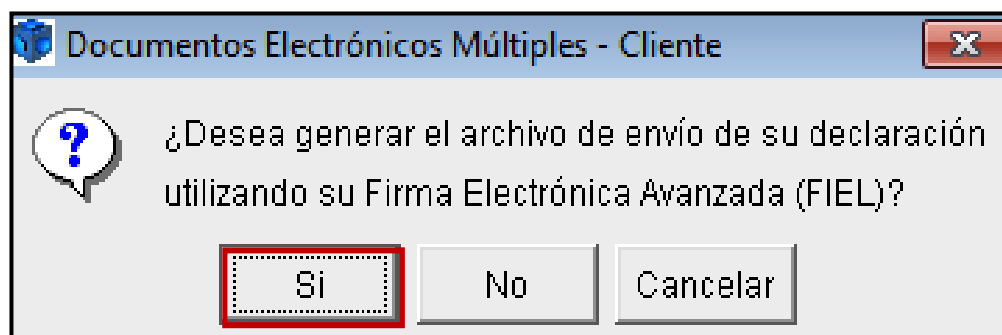 Documentos Electrónicos Múltiples - Cliente
¿Desea generar el archivo de envío de su declaración
utilizando su Firma Electrónica Avanzada (FIEL)?
Si No Cancelar